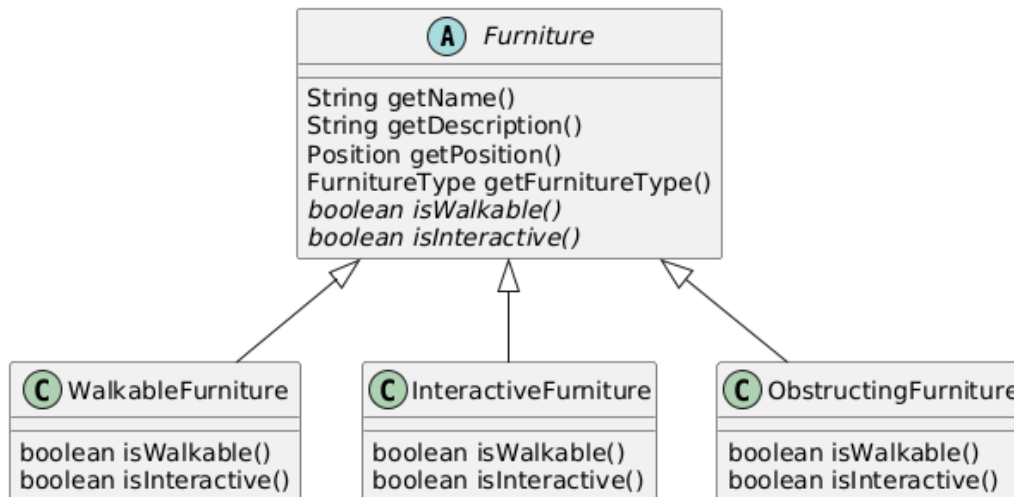 A Furniture
String getName()
String getDescription()
Position getPosition()
FurnitureType getFurnitureType()
boolean isWalkable()
boolean isInteractive()
C WalkableFurniture
boolean isWalkable()
boolean isInteractive()
C InteractiveFurniture
boolean isWalkable()
boolean isInteractive()
C ObstructingFurniture
boolean isWalkable()
boolean isInteractive()